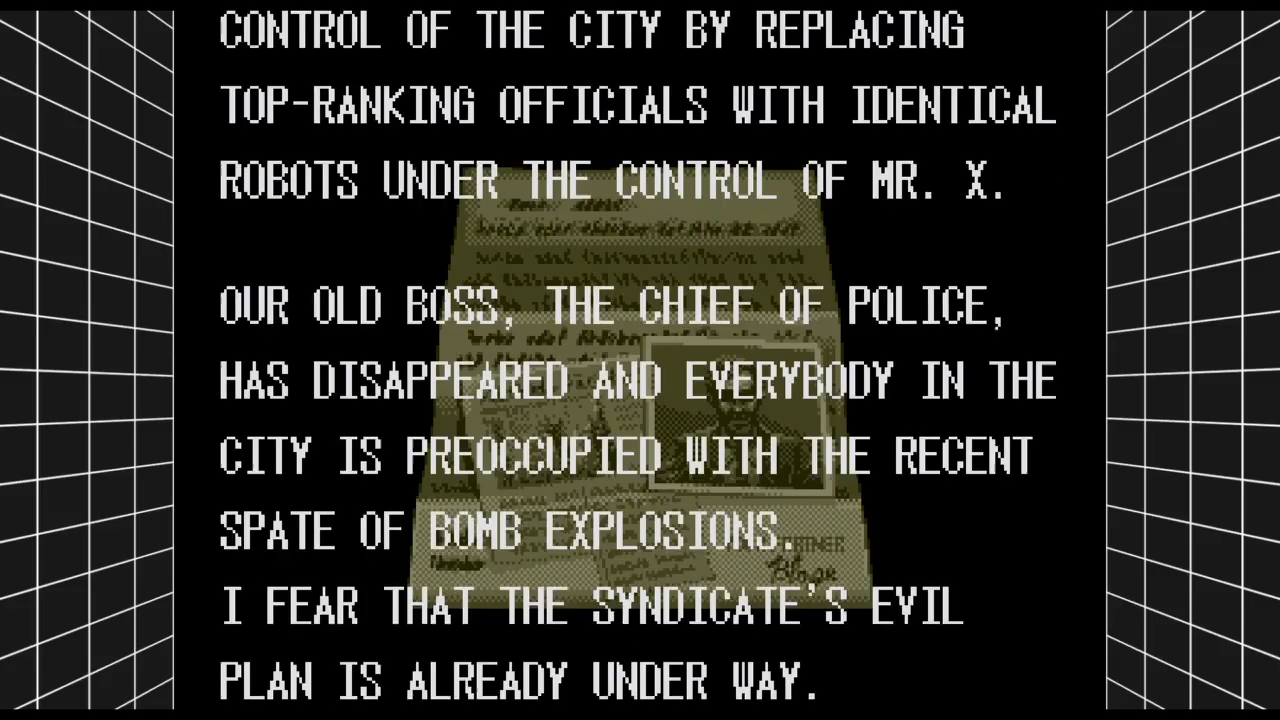 CONTROL OF THE CITY BY REPLACING
TOP-RANKING OFFICIALS WITH IDENTICAL
ROBOTS UNDER THE CONTROL OF MR. X.
OUR OLD BOSS, THE CHIEF OF POLICE,
HAS DISAPPEARED AND EVERYBODY IN THE
CITY IS PREOCCUPIED WITH THE RECENT
SPATE OF BOMB EXPLOSIONS.
I FEAR THAT THE SYNDICATE'S EVIL
PLAN IS ALREADY UNDER WAY.